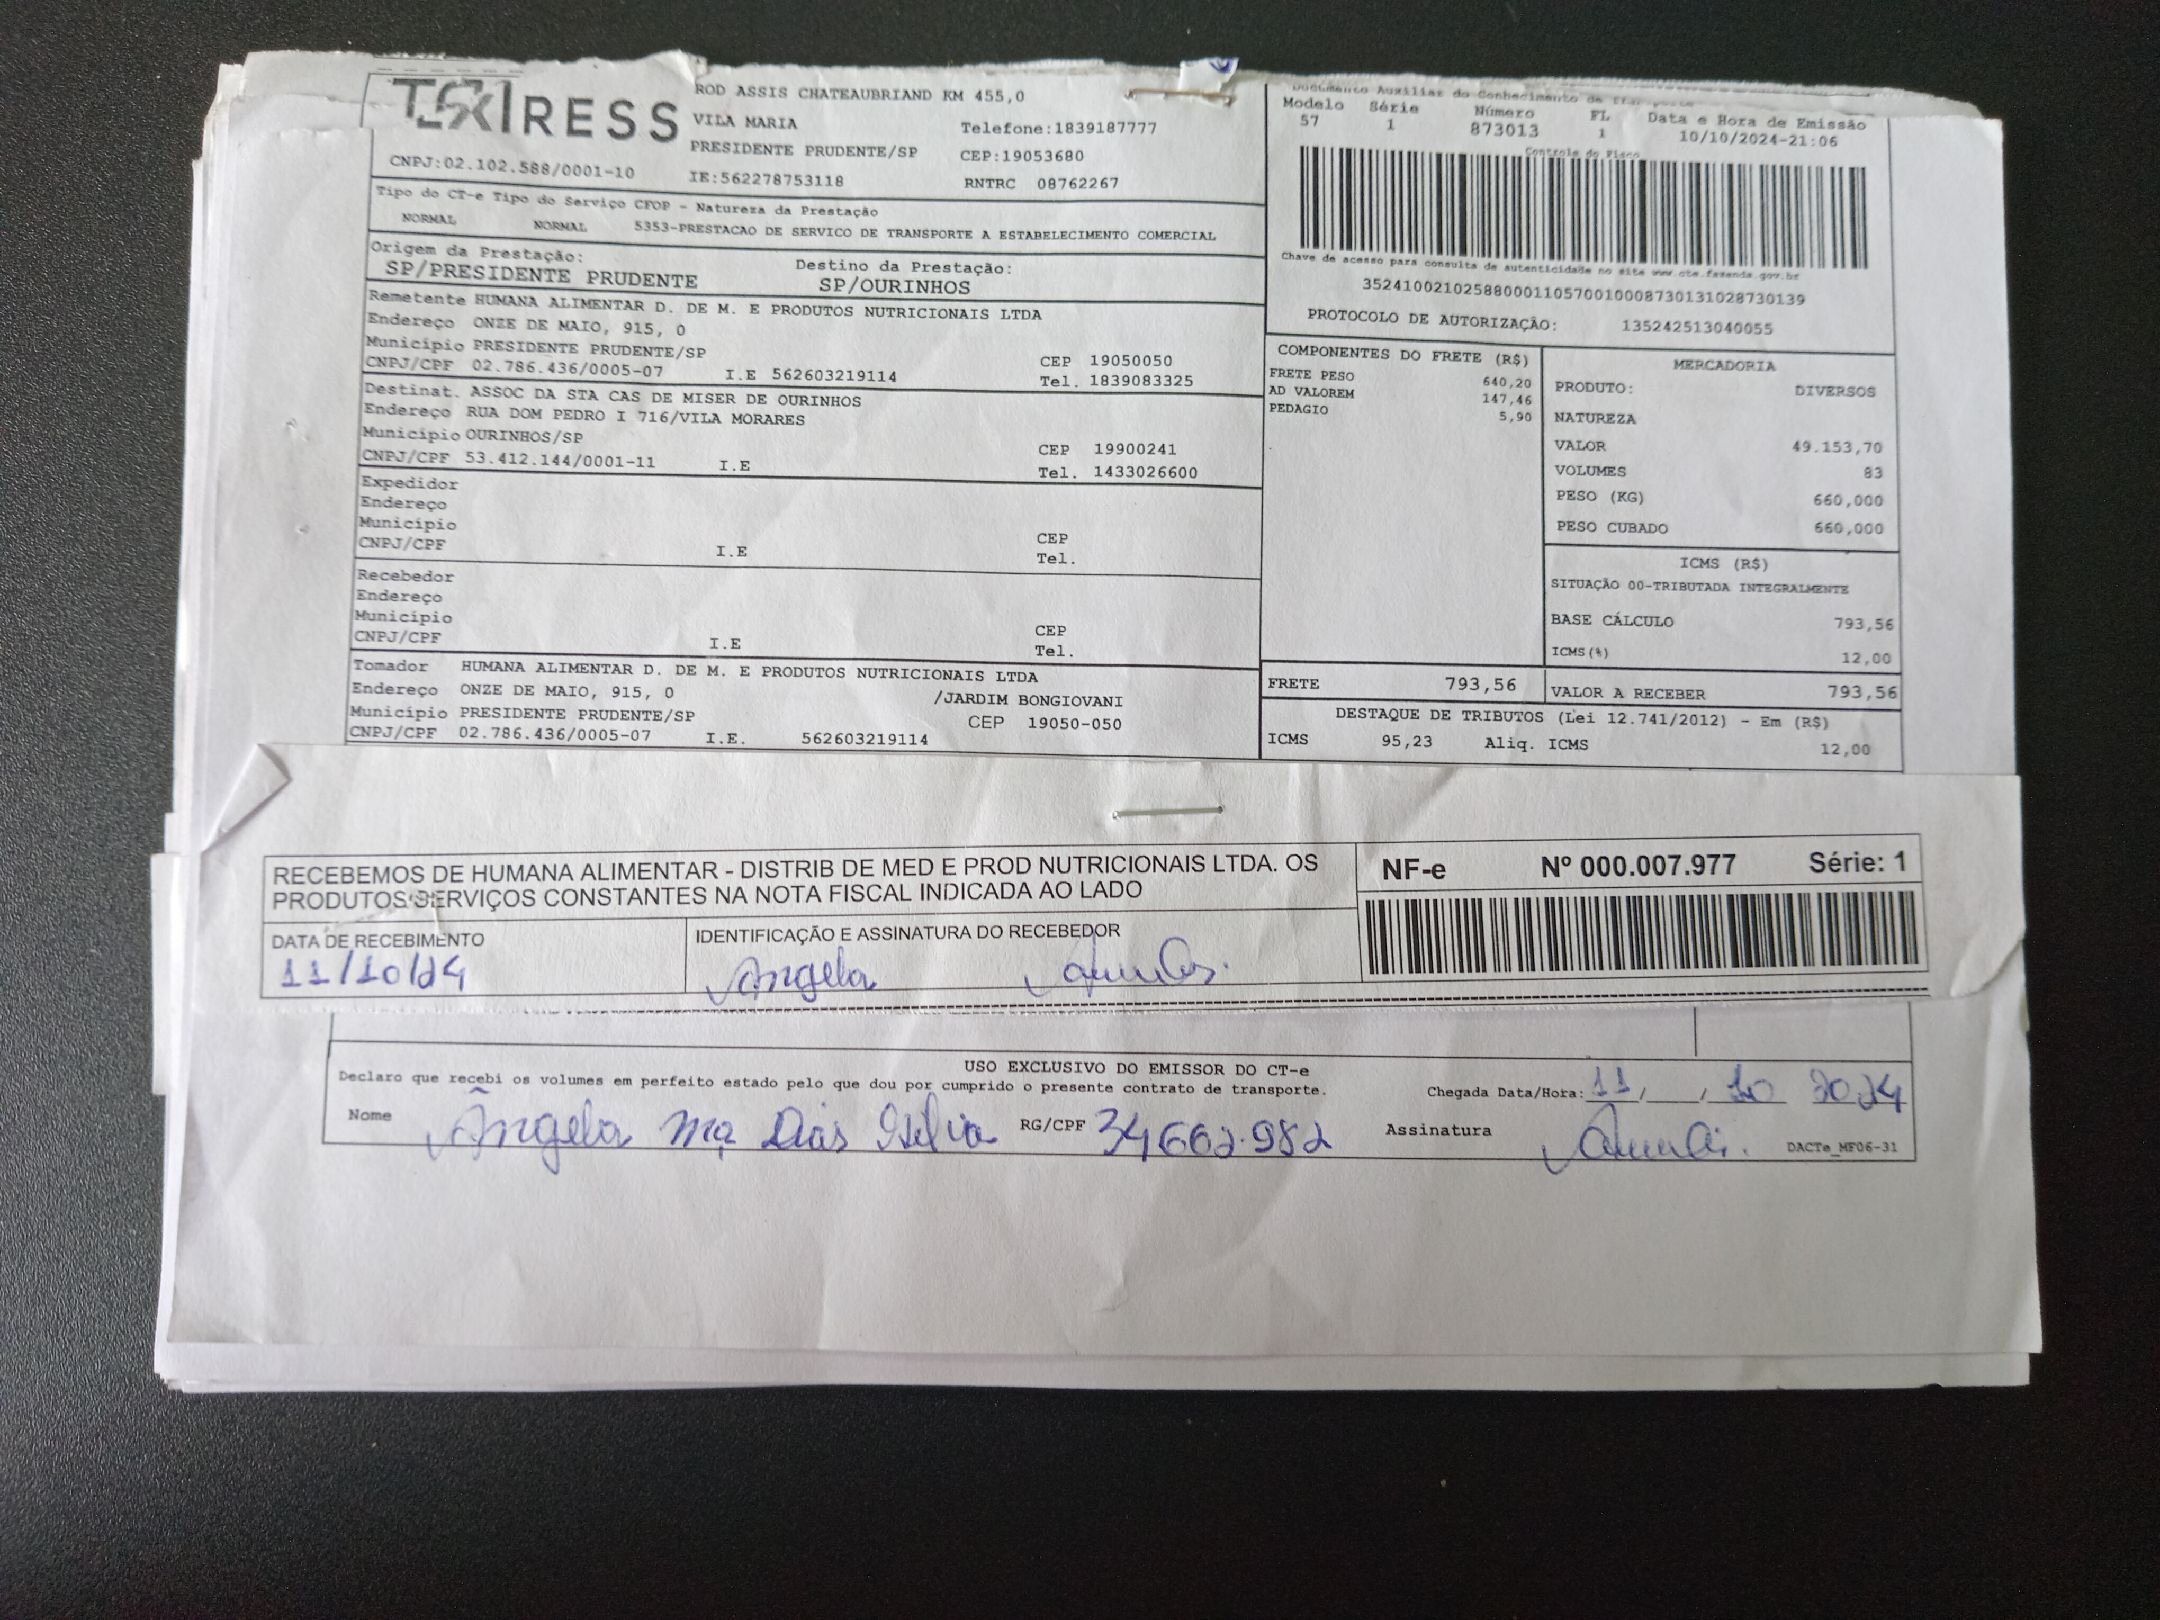 RESS
ROD ASSIS CHATEAUBRIAND KM 455,0
VILA MARIA Telefone:1839187777
PRESIDENTE PRUDENTE/SP CEP:19053680
CNPJ:02.102.588/0001-10 IE:562278753118 RNTRC 08762267
Documento Auxiliar do Conhecimento de
Modelo Série Número FL Data e Hora de Emissão
57 1 873013 1 10/10/2024-21:06
Controle do Fisco
Tipo do CT-e Tipo do Serviço CFOP - Natureza da Prestação
NORMAL NORMAL 5353-PRESTACAO DE SERVICO DE TRANSPORTE A ESTABELECIMENTO COMERCIAL
Origem da Prestação: Destino da Prestação:
SP/PRESIDENTE PRUDENTE SP/OURINHOS
Chave de acesso para consulta de autenticidade no site www.cte.fazenda.gov.br
35241002102588000110570010008730131028730139
PROTOCOLO DE AUTORIZAÇÃO: 135242513040055
Remetente HUMANA ALIMENTAR D. DE M. E PRODUTOS NUTRICIONAIS LTDA
Endereço ONZE DE MAIO, 915, 0
Município PRESIDENTE PRUDENTE/SP CEP 19050050
CNPJ/CPF 02.786.436/0005-07 I.E 562603219114 Tel. 1839083325
Destinat. ASSOC DA STA CAS DE MISER DE OURINHOS
Endereço RUA DOM PEDRO I 716/VILA MORARES
Município OURINHOS/SP CEP 19900241
CNPJ/CPF 53.412.144/0001-11 I.E Tel. 1433026600
Expedidor
Endereço
Município CEP
CNPJ/CPF I.E Tel.
Recebedor
Endereço
Município CEP
CNPJ/CPF I.E Tel.
Tomador HUMANA ALIMENTAR D. DE M. E PRODUTOS NUTRICIONAIS LTDA
Endereço ONZE DE MAIO, 915, 0 /JARDIM BONGIOVANI
Município PRESIDENTE PRUDENTE/SP CEP 19050-050
CNPJ/CPF 02.786.436/0005-07 I.E. 562603219114
COMPONENTES DO FRETE (R$)
FRETE PESO 640,20
AD VALOREM 147,46
PEDAGIO 5,90
MERCADORIA
PRODUTO: DIVERSOS
NATUREZA
VALOR 49.153,70
VOLUMES 83
PESO (KG) 660,000
PESO CUBADO 660,000
ICMS (R$)
SITUAÇÃO 00-TRIBUTADA INTEGRALMENTE
BASE CÁLCULO 793,56
ICMS(%) 12,00
FRETE 793,56 VALOR A RECEBER 793,56
DESTAQUE DE TRIBUTOS (Lei 12.741/2012) - Em (R$)
ICMS 95,23 Aliq. ICMS 12,00
RECEBEMOS DE HUMANA ALIMENTAR - DISTRIB DE MED E PROD NUTRICIONAIS LTDA. OS
PRODUTOS/SERVIÇOS CONSTANTES NA NOTA FISCAL INDICADA AO LADO
NF-e Nº 000.007.977 Série: 1
DATA DE RECEBIMENTO IDENTIFICAÇÃO E ASSINATURA DO RECEBEDOR
11/10/24 Angela
USO EXCLUSIVO DO EMISSOR DO CT-e
Declaro que recebi os volumes em perfeito estado pelo que dou por cumprido o presente contrato de transporte. Chegada Data/Hora: 11/ / 10 2024
Nome Ângela Mª Dias Silva RG/CPF 34662.982 Assinatura
DACTe_MF06-31